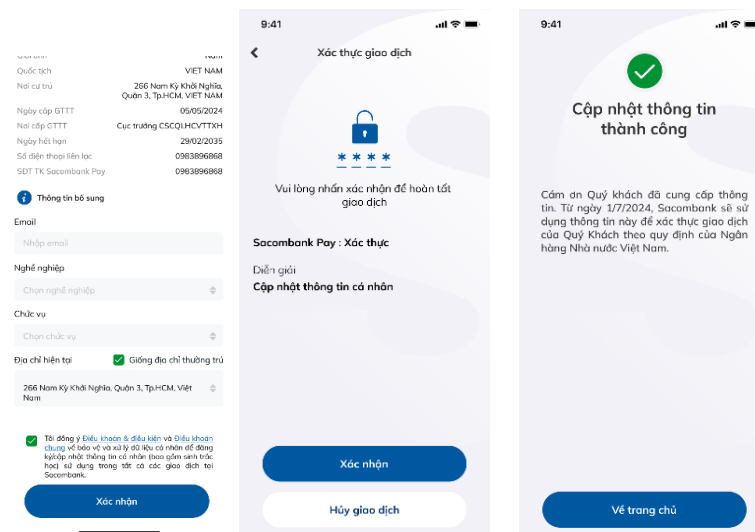 Quốc tịch VIET NAM
Nơi cư trú 266 Nam Kỳ Khởi Nghĩa,
Quận 3, Tp.HCM, VIET NAM
Ngày cấp GTTT 05/05/2024
Nơi cấp GTTT Cục trưởng CSCQLHCVTTXH
Ngày hết hạn 29/02/2035
Số điện thoại liên lạc 0983896868
SĐT TK Sacombank Pay 0983896868
Thông tin bổ sung
Email
Nhập email
Nghề nghiệp
Chọn nghề nghiệp
Chức vụ
Chọn chức vụ
Địa chỉ hiện tại Giống địa chỉ thường trú
266 Nam Kỳ Khởi Nghĩa, Quận 3, Tp.HCM, Việt
Nam
Tôi đồng ý Điều khoản & điều kiện và Điều khoản
chung về bảo vệ và xử lý dữ liệu cá nhân để đăng
ký/cập nhật thông tin cá nhân (bao gồm sinh trắc
học) sử dụng trong tất cả các giao dịch tại
Sacombank.
Xác nhận
9:41
Xác thực giao dịch
* * * *
Vui lòng nhấn xác nhận để hoàn tất
giao dịch
Sacombank Pay : Xác thực
Diễn giải
Cập nhật thông tin cá nhân
Xác nhận
Hủy giao dịch
9:41
Cập nhật thông tin
thành công
Cám ơn Quý khách đã cung cấp thông
tin. Từ ngày 1/7/2024, Sacombank sẽ sử
dụng thông tin này để xác thực giao dịch
của Quý Khách theo quy định của Ngân
hàng Nhà nước Việt Nam.
Về trang chủ